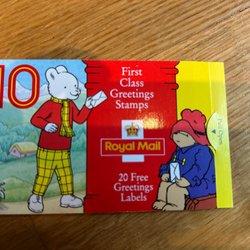 10
First
Class
Greetings
Stamps
Royal Mail
20 Free
Greetings
Labels